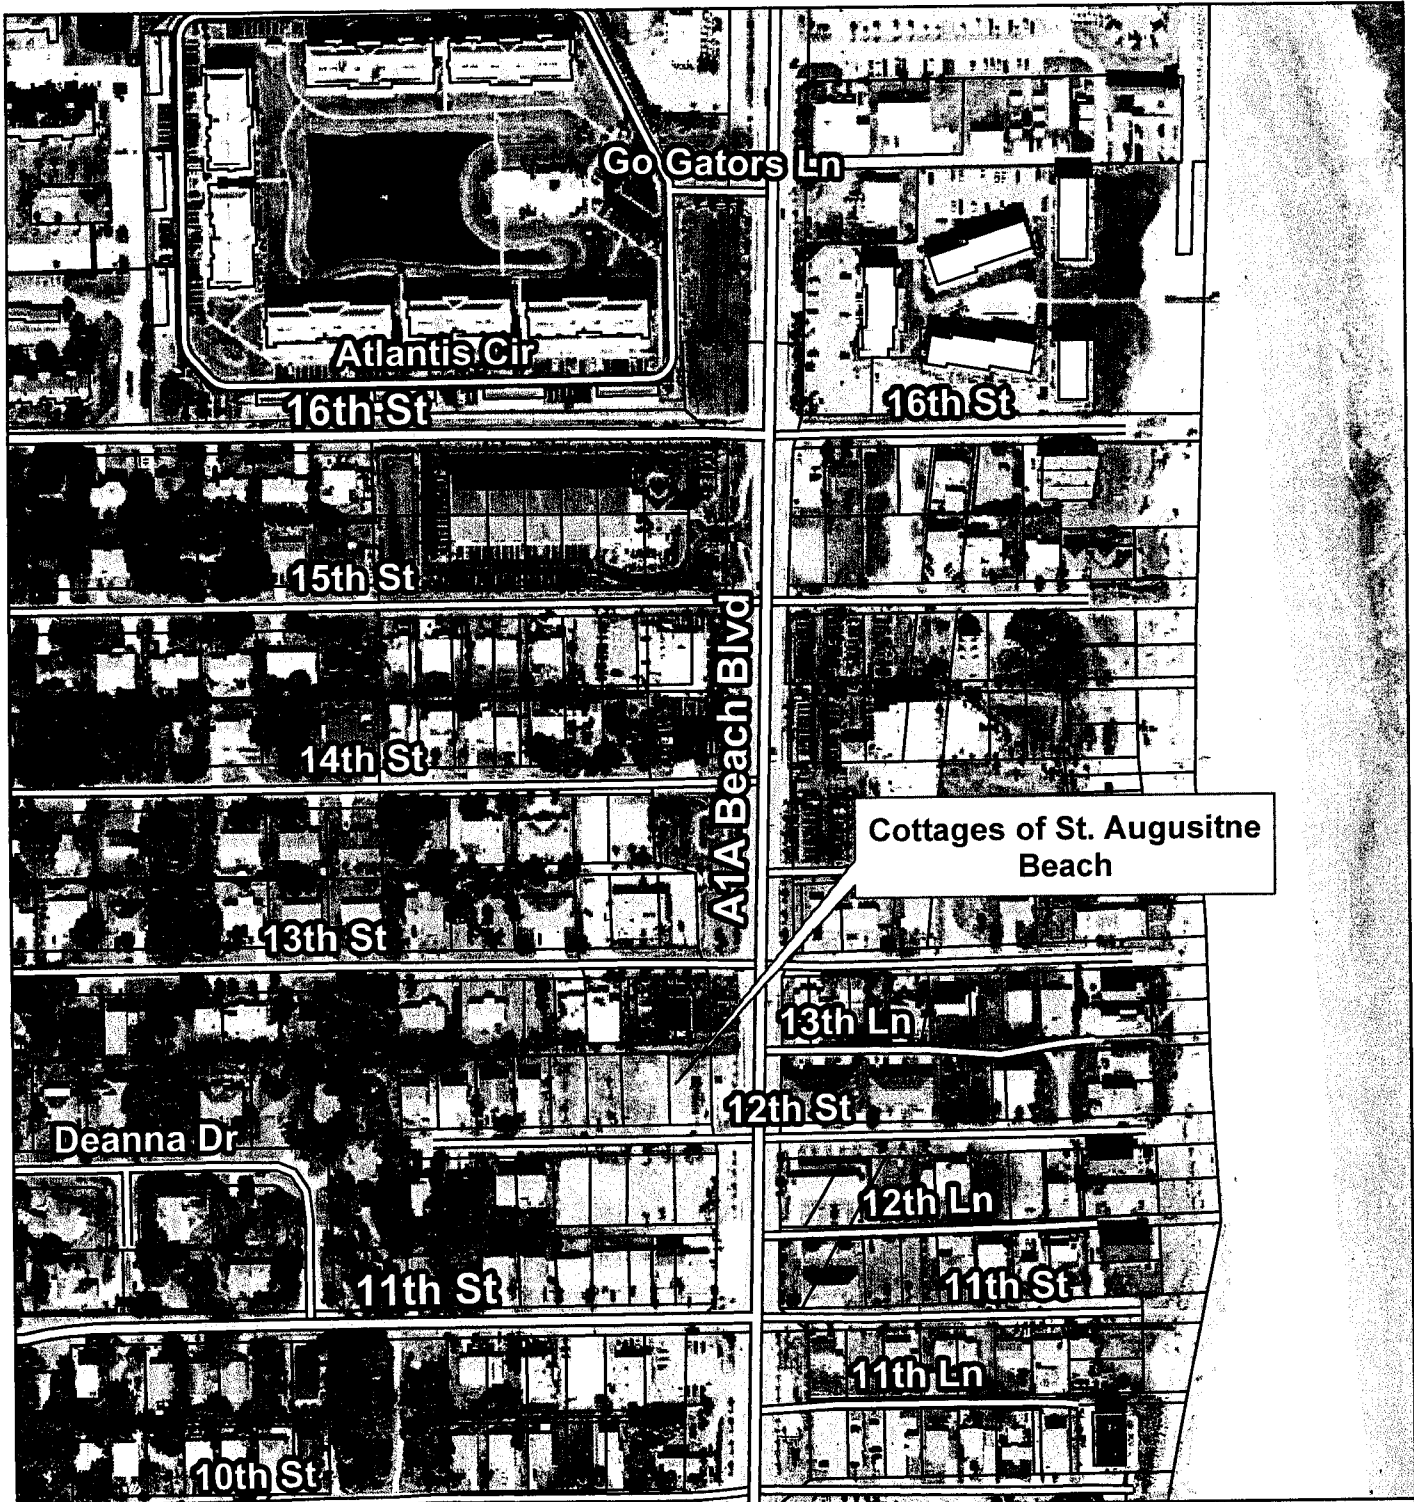 Go Gators Ln
Atlantis Cir
16th St
16th St
15th St
A1A Beach Blvd
14th St
Cottages of St. Augusitne
Beach
13th St
13th Ln
12th St
Deanna Dr
12th Ln
11th St
11th St
11th Ln
10th St